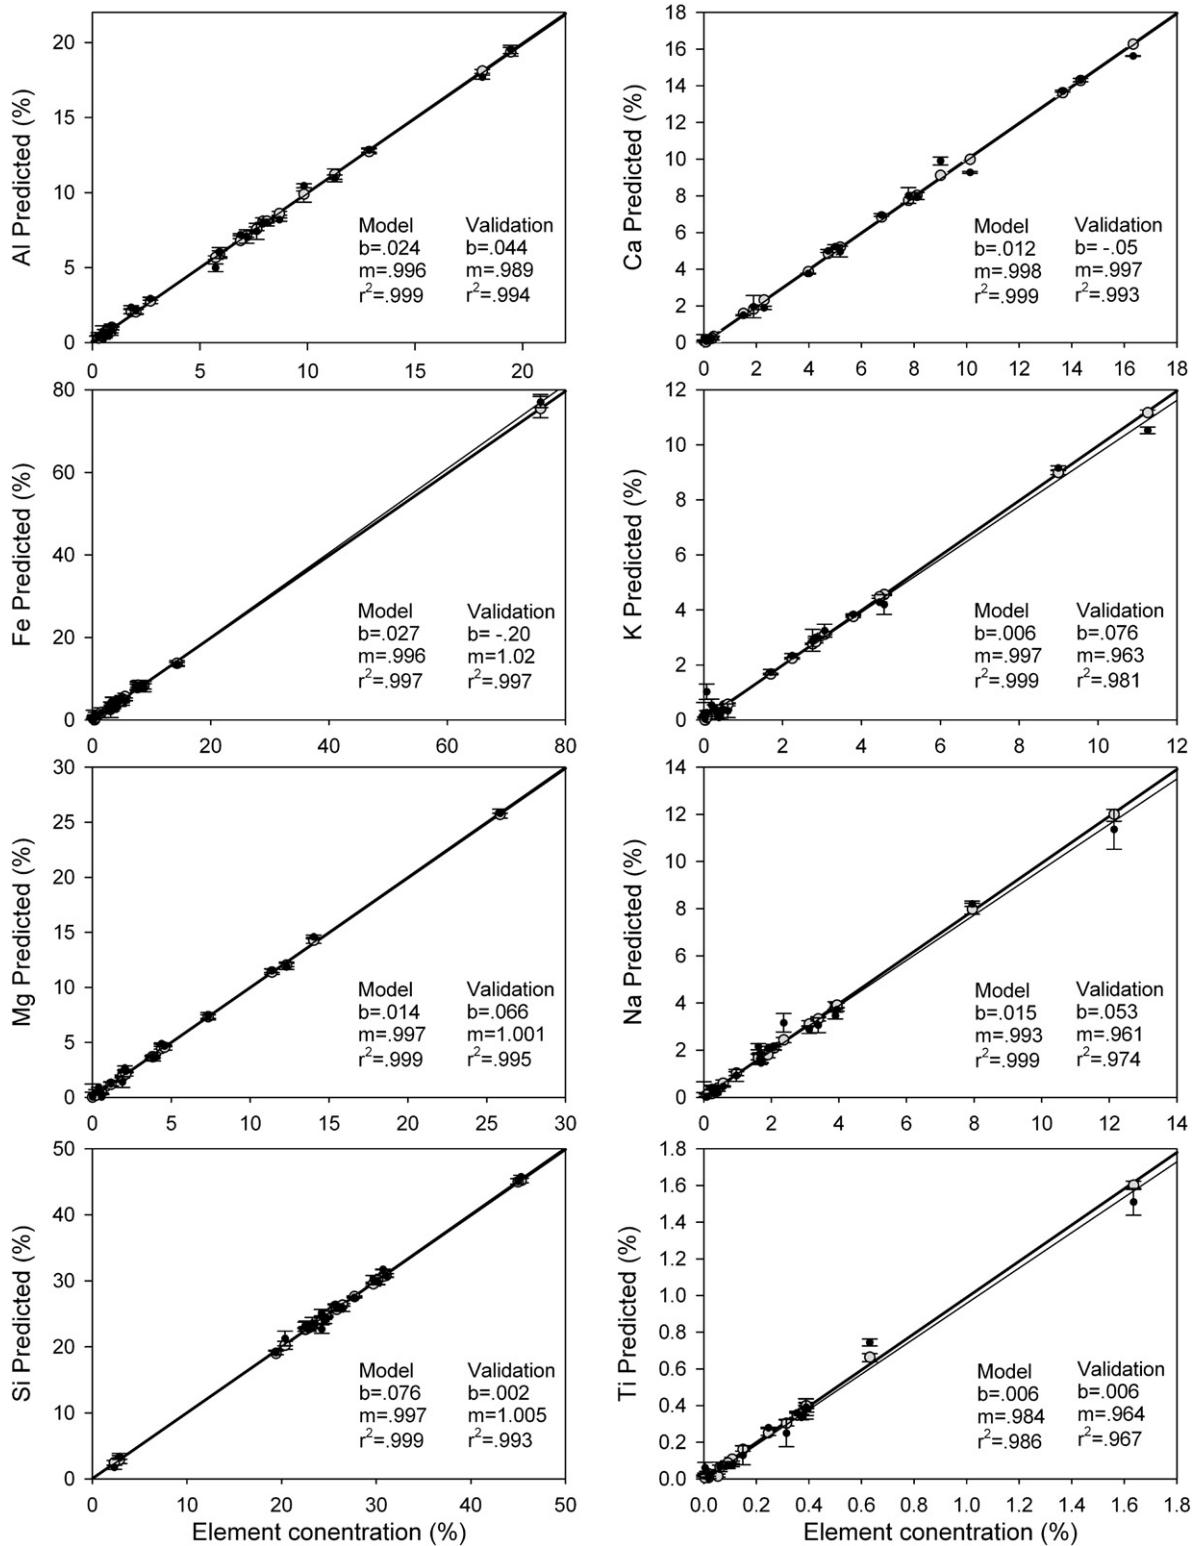 Al Predicted (%)
20
15
10
5
0
0 5 10 15 20
Model Validation
b=.024 b=.044
m=.996 m=.989
r²=.999 r²=.994
Ca Predicted (%)
18
16
14
12
10
8
6
4
2
0
0 2 4 6 8 10 12 14 16 18
Model Validation
b=.012 b= -.05
m=.998 m=.997
r²=.999 r²=.993
Fe Predicted (%)
80
60
40
20
0
0 20 40 60 80
Model Validation
b=.027 b= -.20
m=.996 m=1.02
r²=.997 r²=.997
K Predicted (%)
12
10
8
6
4
2
0
0 2 4 6 8 10 12
Model Validation
b=.006 b=.076
m=.997 m=.963
r²=.999 r²=.981
Mg Predicted (%)
30
25
20
15
10
5
0
0 5 10 15 20 25 30
Model Validation
b=.014 b=.066
m=.997 m=1.001
r²=.999 r²=.995
Na Predicted (%)
14
12
10
8
6
4
2
0
0 2 4 6 8 10 12 14
Model Validation
b=.015 b=.053
m=.993 m=.961
r²=.999 r²=.974
Si Predicted (%)
50
40
30
20
10
0
0 10 20 30 40 50
Model Validation
b=.076 b=.002
m=.997 m=1.005
r²=.999 r²=.993
Element conentration (%)
Ti Predicted (%)
1.8
1.6
1.4
1.2
1.0
0.8
0.6
0.4
0.2
0.0
0.0 0.2 0.4 0.6 0.8 1.0 1.2 1.4 1.6 1.8
Model Validation
b=.006 b=.006
m=.984 m=.964
r²=.986 r²=.967
Element conentration (%)